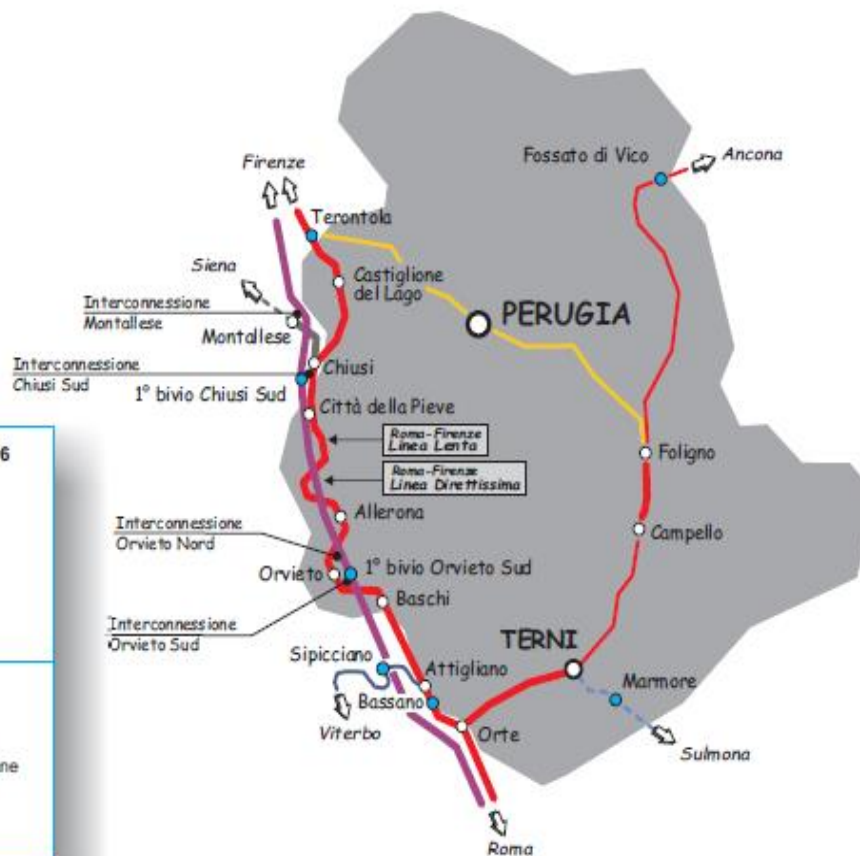 Firenze
Fossato di Vico
Ancona
Terontola
Siena
Castiglione
del Lago
Interconnessione
Montallese
Montallese
PERUGIA
Interconnessione
Chiusi Sud
Chiusi
1° bivio Chiusi Sud
Città della Pieve
6
Roma-Firenze
Linea Lenta
Roma-Firenze
Linea Direttissima
Foligno
Allerona
Interconnessione
Orvieto Nord
Campello
Orvieto
1° bivio Orvieto Sud
Baschi
Interconnessione
Orvieto Sud
TERNI
Sipicciano
Attigliano
Marmore
Bassano
Viterbo
Orte
Sulmona
ne
Roma